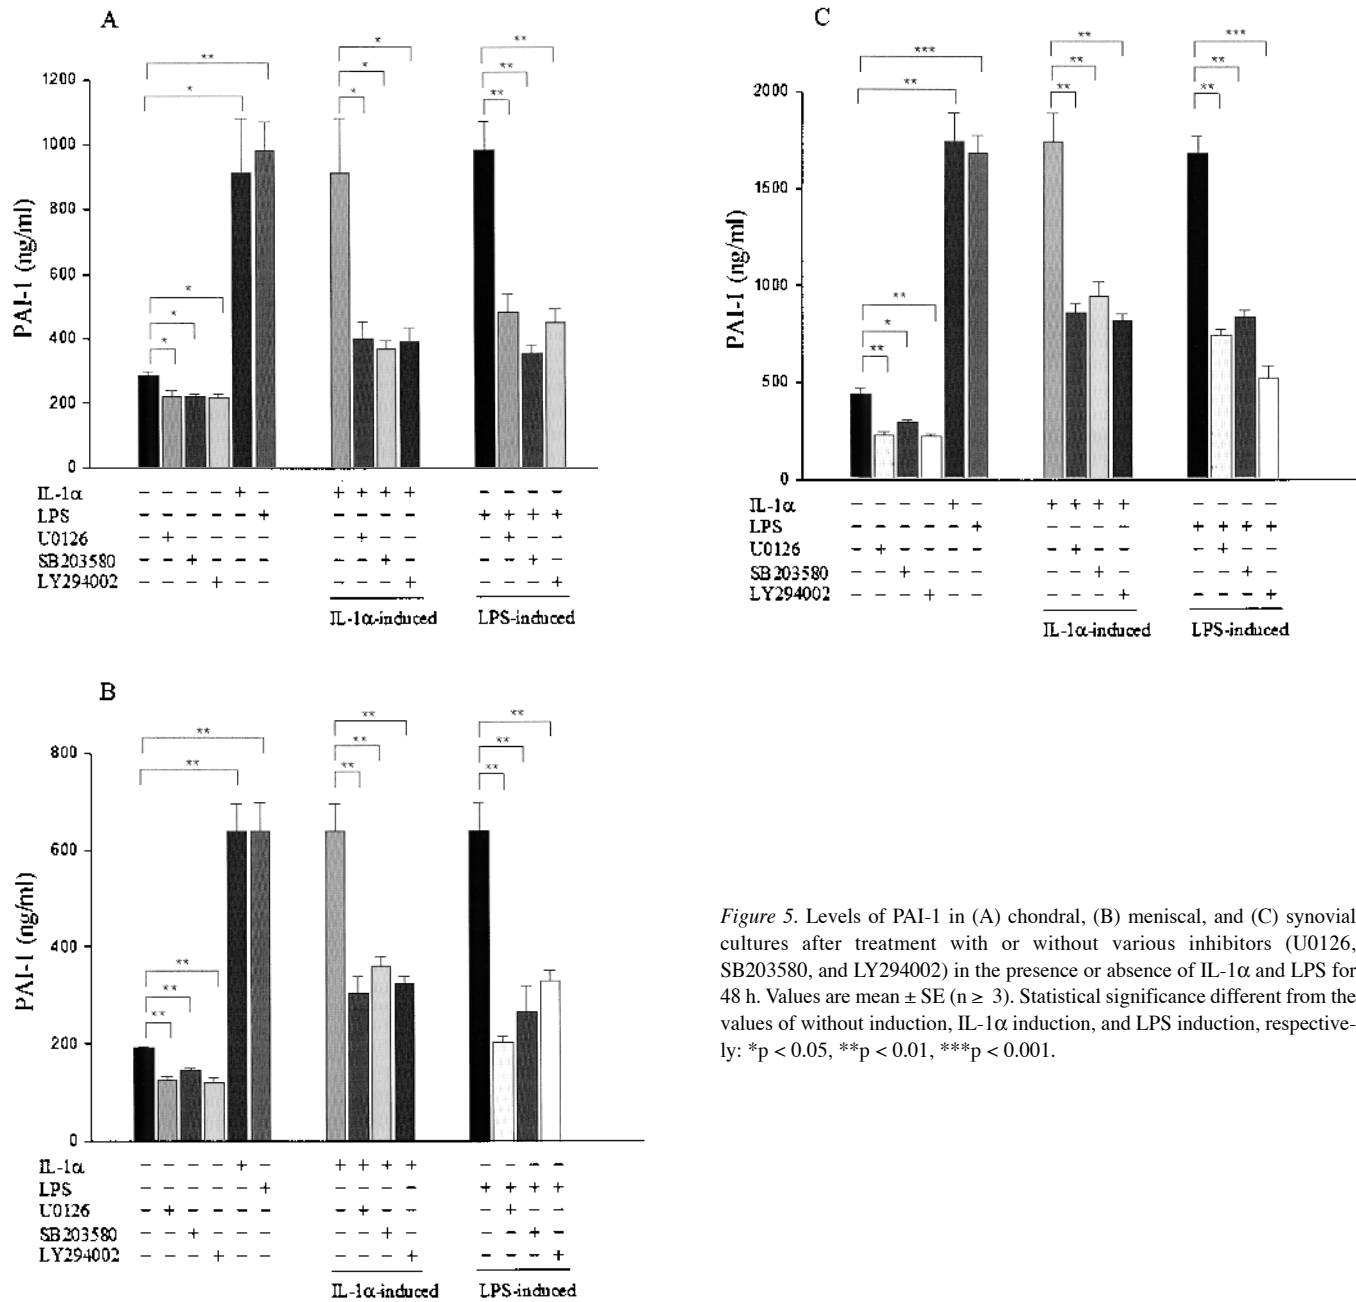 A
** * * * * ** ** **
* * *
1200
1000
800
600
400
200
0
PAI-1 (ng/ml)
IL-1α − − − − + − + + + + − − − −
LPS − − − − − + − − − − + + + +
U0126 − + − − − − − + − − − + − −
SB203580 − − + − − − − − + − − − + −
LY294002 − − − + − − − − − + − − − +
IL-1α-induced LPS-induced
B
** ** ** ** ** ** ** **
** ** **
800
600
400
200
0
PAI-1 (ng/ml)
IL-1α − − − − + − + + + + − − − −
LPS − − − − − + − − − − + + + +
U0126 − + − − − − − + − − − + − −
SB203580 − − + − − − − − + − − − + −
LY294002 − − − + − − − − − + − − − +
IL-1α-induced LPS-induced
C
*** ** ** ** ** *** ** **
** * **
2000
1500
1000
500
0
PAI-1 (ng/ml)
IL-1α − − − − + − + + + + − − − −
LPS − − − − − + − − − − + + + +
U0126 − + − − − − − + − − − + − −
SB203580 − − + − − − − − + − − − + −
LY294002 − − − + − − − − − + − − − +
IL-1α-induced LPS-induced
Figure 5. Levels of PAI-1 in (A) chondral, (B) meniscal, and (C) synovial
cultures after treatment with or without various inhibitors (U0126,
SB203580, and LY294002) in the presence or absence of IL-1α and LPS for
48 h. Values are mean ± SE (n ≥ 3). Statistical significance different from the
values of without induction, IL-1α induction, and LPS induction, respective-
ly: *p < 0.05, **p < 0.01, ***p < 0.001.